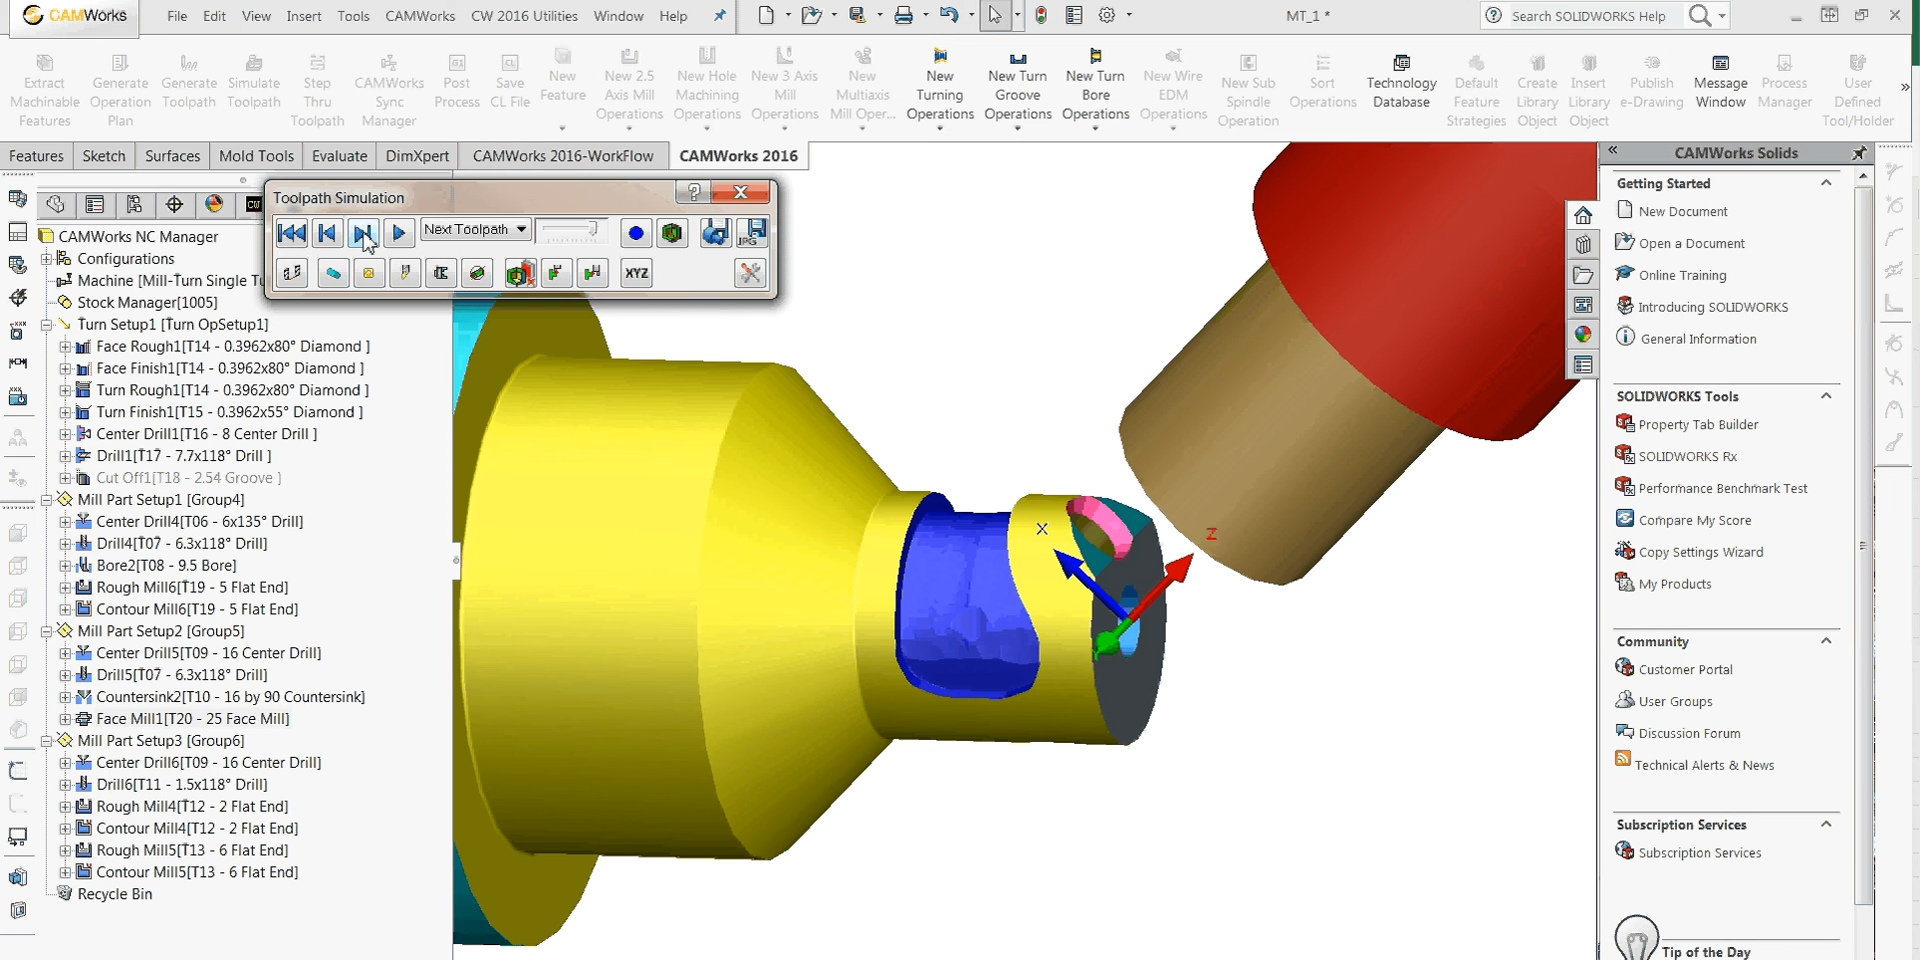 CAMWorks
File Edit View Insert Tools CAMWorks CW 2016 Utilities Window Help
MT_1 *
Search SOLIDWORKS Help
Extract Machinable Features
Generate Operation Plan
Generate Toolpath
Simulate Toolpath
Step Thru Toolpath
CAMWorks Sync Manager
Post Process
Save CL File
New Feature
New 2.5 Axis Mill Operations
New Hole Machining Operations
New 3 Axis Mill Operations
New Multiaxis Mill Oper...
New Turning Operations
New Turn Groove Operations
New Turn Bore Operations
New Wire EDM Operations
New Sub Spindle Operation
Sort Operations
Technology Database
Default Feature Strategies
Create Library Object
Insert Library Object
Publish e-Drawing
Message Window
Process Manager
User Defined Tool/Holder
Features Sketch Surfaces Mold Tools Evaluate DimXpert CAMWorks 2016-WorkFlow CAMWorks 2016
Toolpath Simulation
Next Toolpath
JPG
XYZ
CAMWorks NC Manager
Configurations
Machine [Mill-Turn Single Tu
Stock Manager[1005]
Turn Setup1 [Turn OpSetup1]
Face Rough1[T14 - 0.3962x80° Diamond ]
Face Finish1[T14 - 0.3962x80° Diamond ]
Turn Rough1[T14 - 0.3962x80° Diamond ]
Turn Finish1[T15 - 0.3962x55° Diamond ]
Center Drill1[T16 - 8 Center Drill ]
Drill1[T17 - 7.7x118° Drill ]
Cut Off1[T18 - 2.54 Groove ]
Mill Part Setup1 [Group4]
Center Drill4[T06 - 6x135° Drill]
Drill4[T07 - 6.3x118° Drill]
Bore2[T08 - 9.5 Bore]
Rough Mill6[T19 - 5 Flat End]
Contour Mill6[T19 - 5 Flat End]
Mill Part Setup2 [Group5]
Center Drill5[T09 - 16 Center Drill]
Drill5[T07 - 6.3x118° Drill]
Countersink2[T10 - 16 by 90 Countersink]
Face Mill1[T20 - 25 Face Mill]
Mill Part Setup3 [Group6]
Center Drill6[T09 - 16 Center Drill]
Drill6[T11 - 1.5x118° Drill]
Rough Mill4[T12 - 2 Flat End]
Contour Mill4[T12 - 2 Flat End]
Rough Mill5[T13 - 6 Flat End]
Contour Mill5[T13 - 6 Flat End]
Recycle Bin
X
Z
CAMWorks Solids
Getting Started
New Document
Open a Document
Online Training
Introducing SOLIDWORKS
General Information
SOLIDWORKS Tools
Property Tab Builder
SOLIDWORKS Rx
Performance Benchmark Test
Compare My Score
Copy Settings Wizard
My Products
Community
Customer Portal
User Groups
Discussion Forum
Technical Alerts & News
Subscription Services
Subscription Services
Tip of the Day